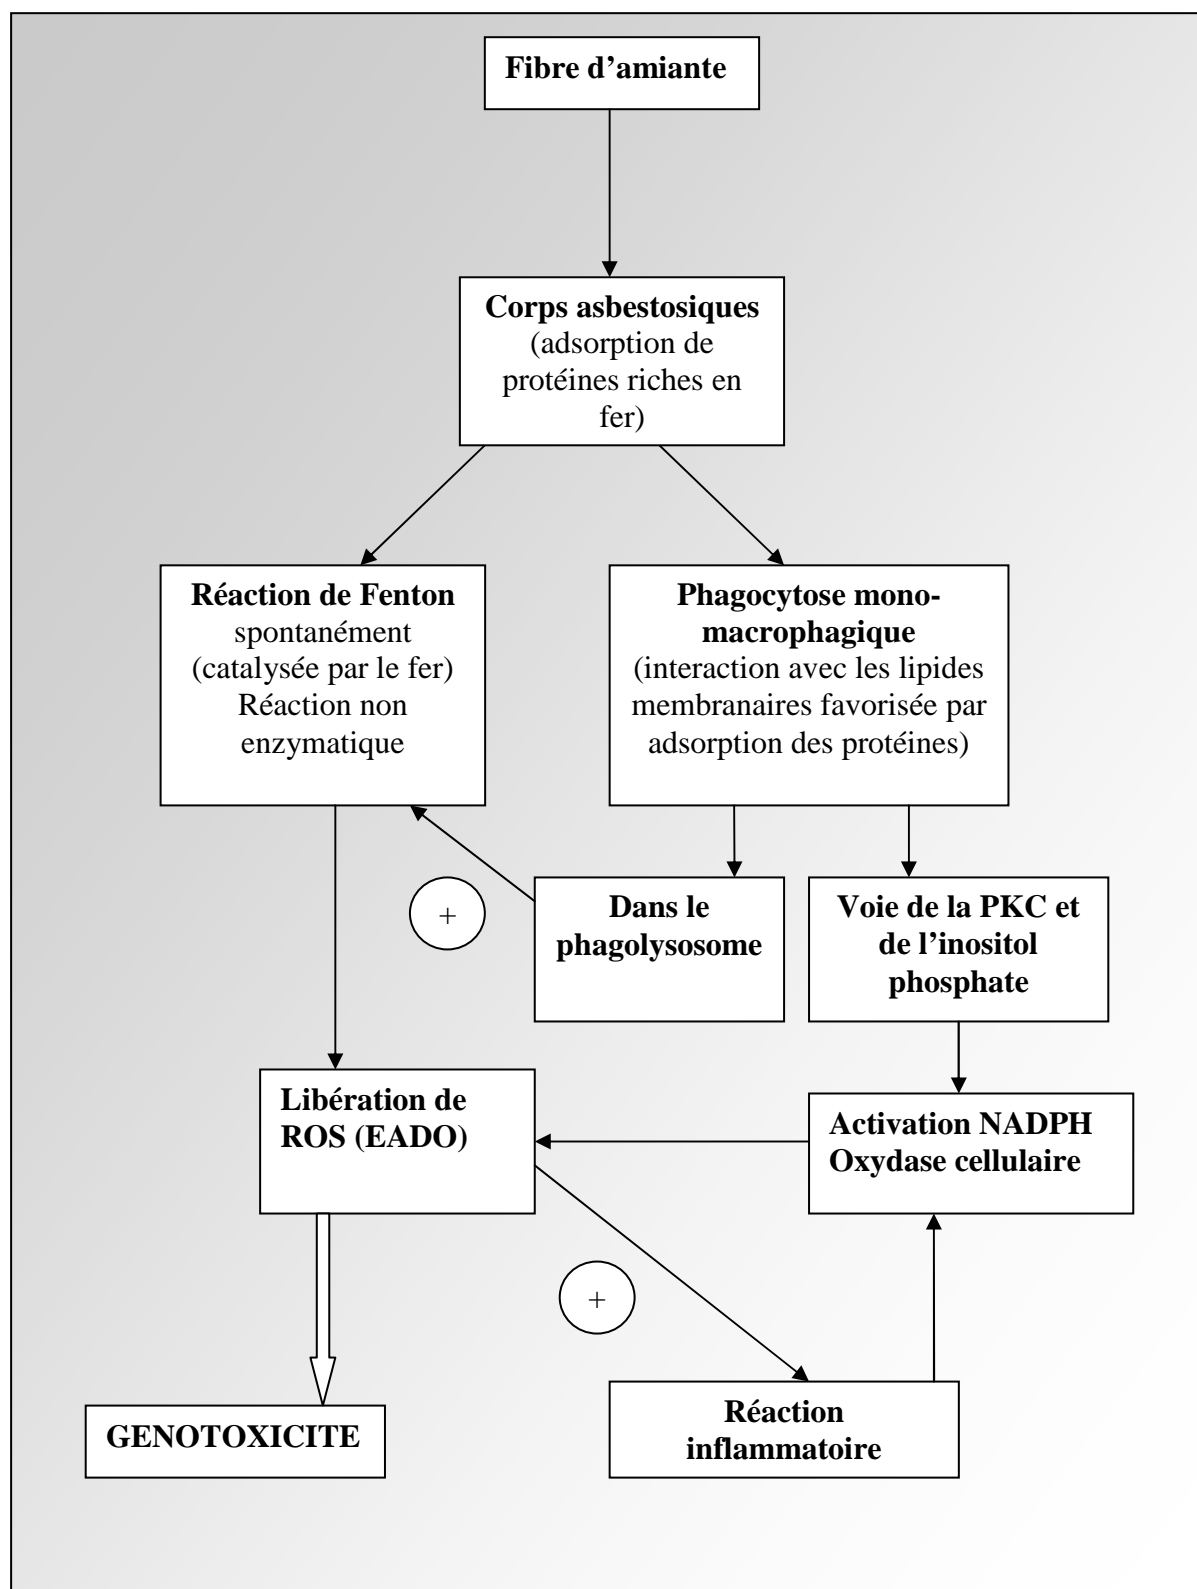 Fibre d’amiante
Corps asbestosiques
(adsorption de
protéines riches en
fer)
Réaction de Fenton
spontanément
(catalysée par le fer)
Réaction non
enzymatique
Phagocytose mono-
macrophagique
(interaction avec les lipides
membranaires favorisée par
adsorption des protéines)
+
Dans le
phagolysosome
Voie de la PKC et
de l’inositol
phosphate
Libération de
ROS (EADO)
Activation NADPH
Oxydase cellulaire
+
GENOTOXICITE
Réaction
inflammatoire